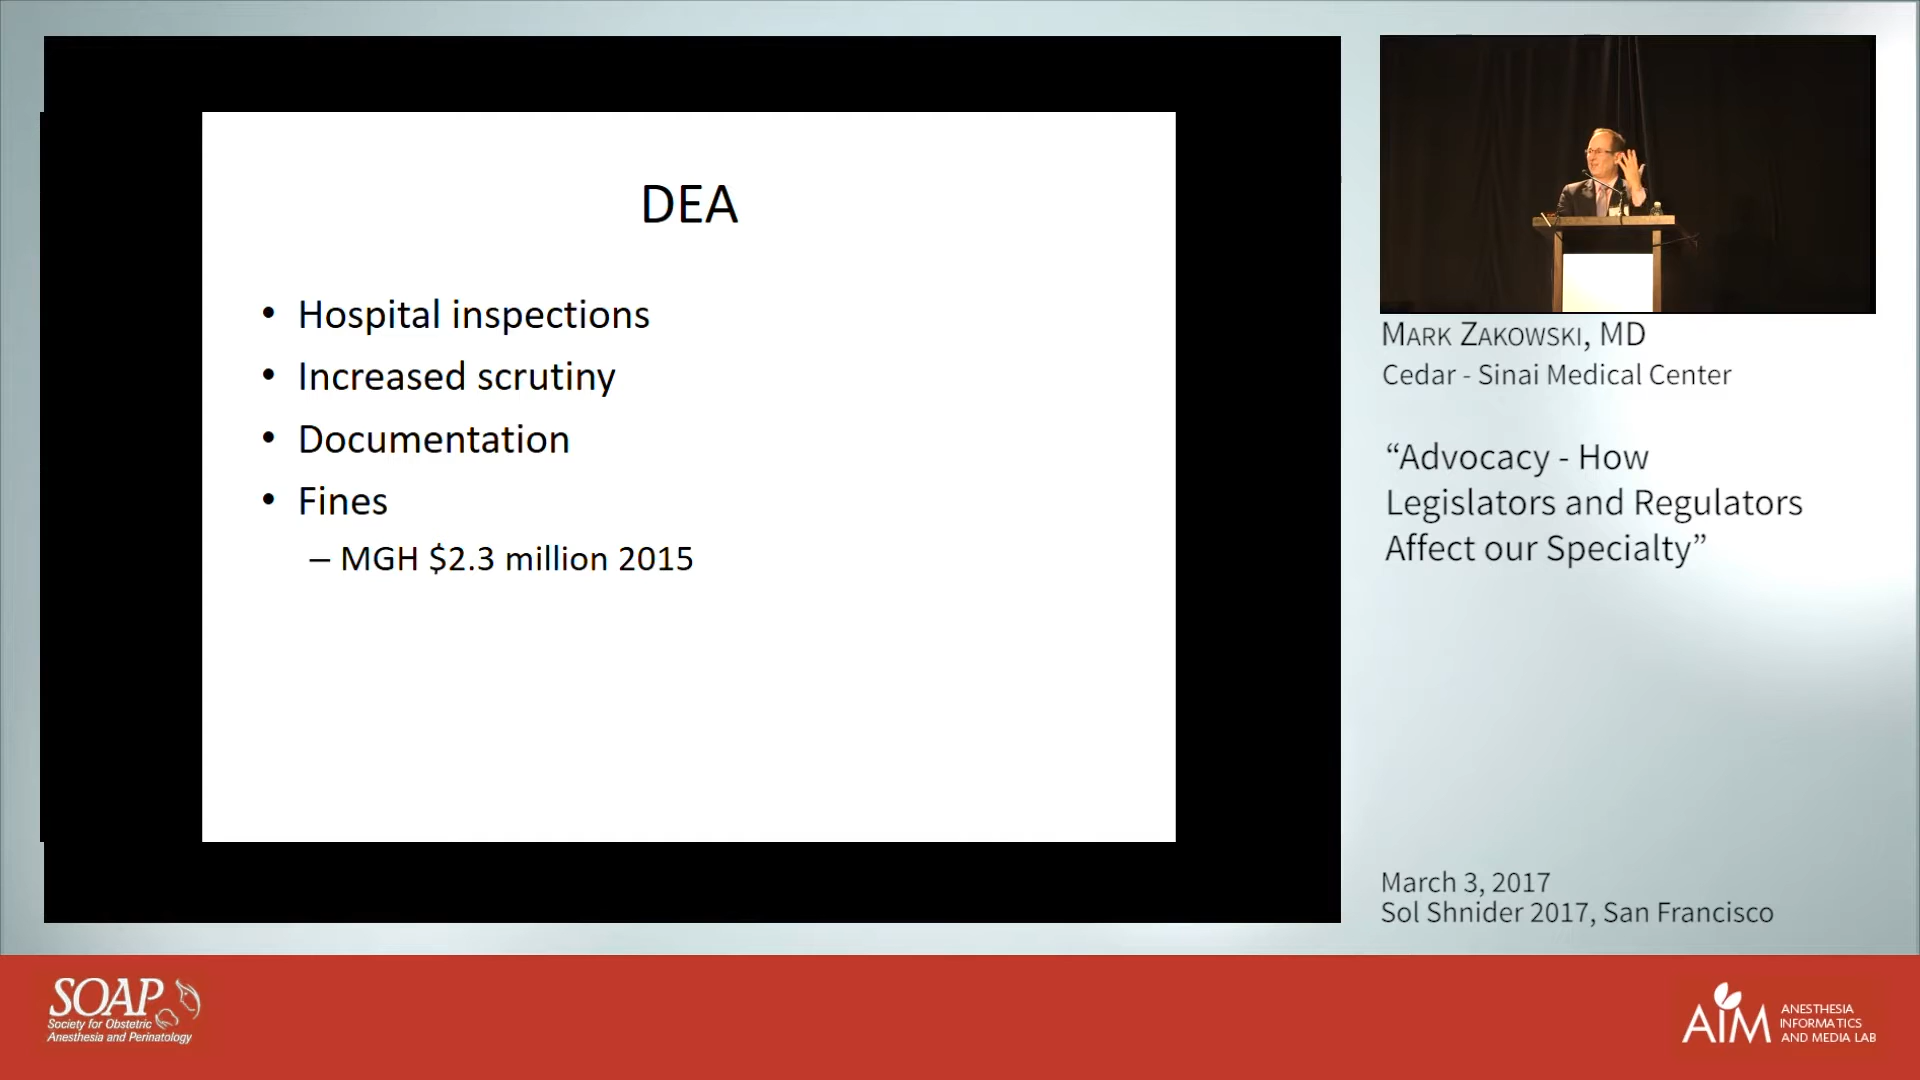 DEA
• Hospital inspections
• Increased scrutiny
• Documentation
• Fines
– MGH $2.3 million 2015
MARK ZAKOWSKI, MD
Cedar - Sinai Medical Center
“Advocacy - How
Legislators and Regulators
Affect our Specialty”
March 3, 2017
Sol Shnider 2017, San Francisco
SOAP
Society for Obstetric
Anesthesia and Perinatology
AIM
ANESTHESIA
INFORMATICS
AND MEDIA LAB